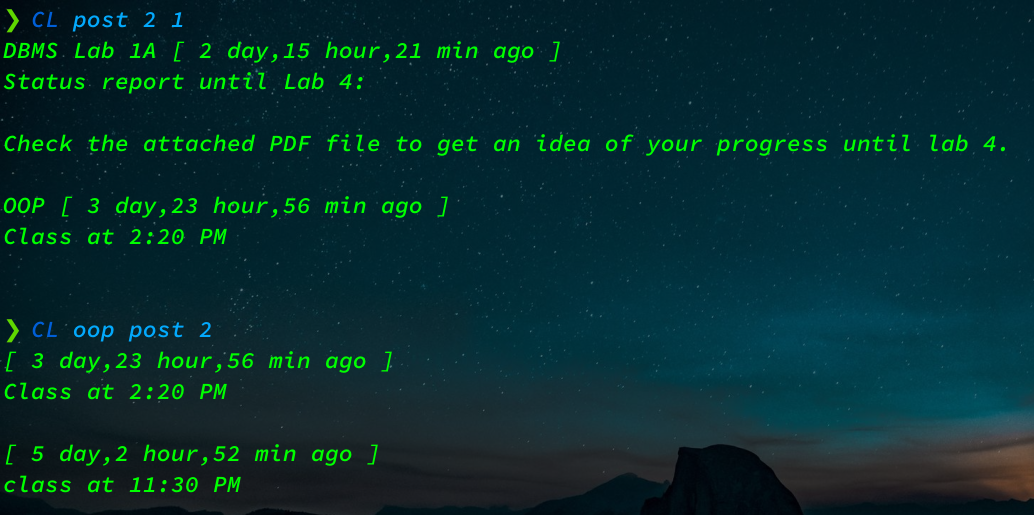 ❯ CL post 2 1
DBMS Lab 1A [ 2 day,15 hour,21 min ago ]
Status report until Lab 4:
Check the attached PDF file to get an idea of your progress until lab 4.
OOP [ 3 day,23 hour,56 min ago ]
Class at 2:20 PM
❯ CL oop post 2
[ 3 day,23 hour,56 min ago ]
Class at 2:20 PM
[ 5 day,2 hour,52 min ago ]
class at 11:30 PM